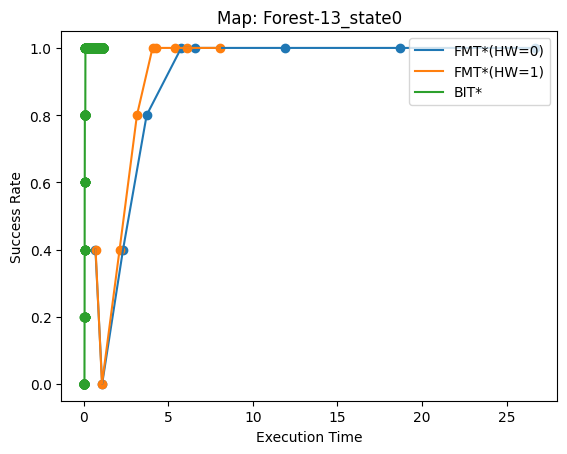 Map: Forest-13_state0
1.0
0.8
0.6
0.4
0.2
0.0
Success Rate
FMT*(HW=0)
FMT*(HW=1)
BIT*
0 5 10 15 20 25
Execution Time